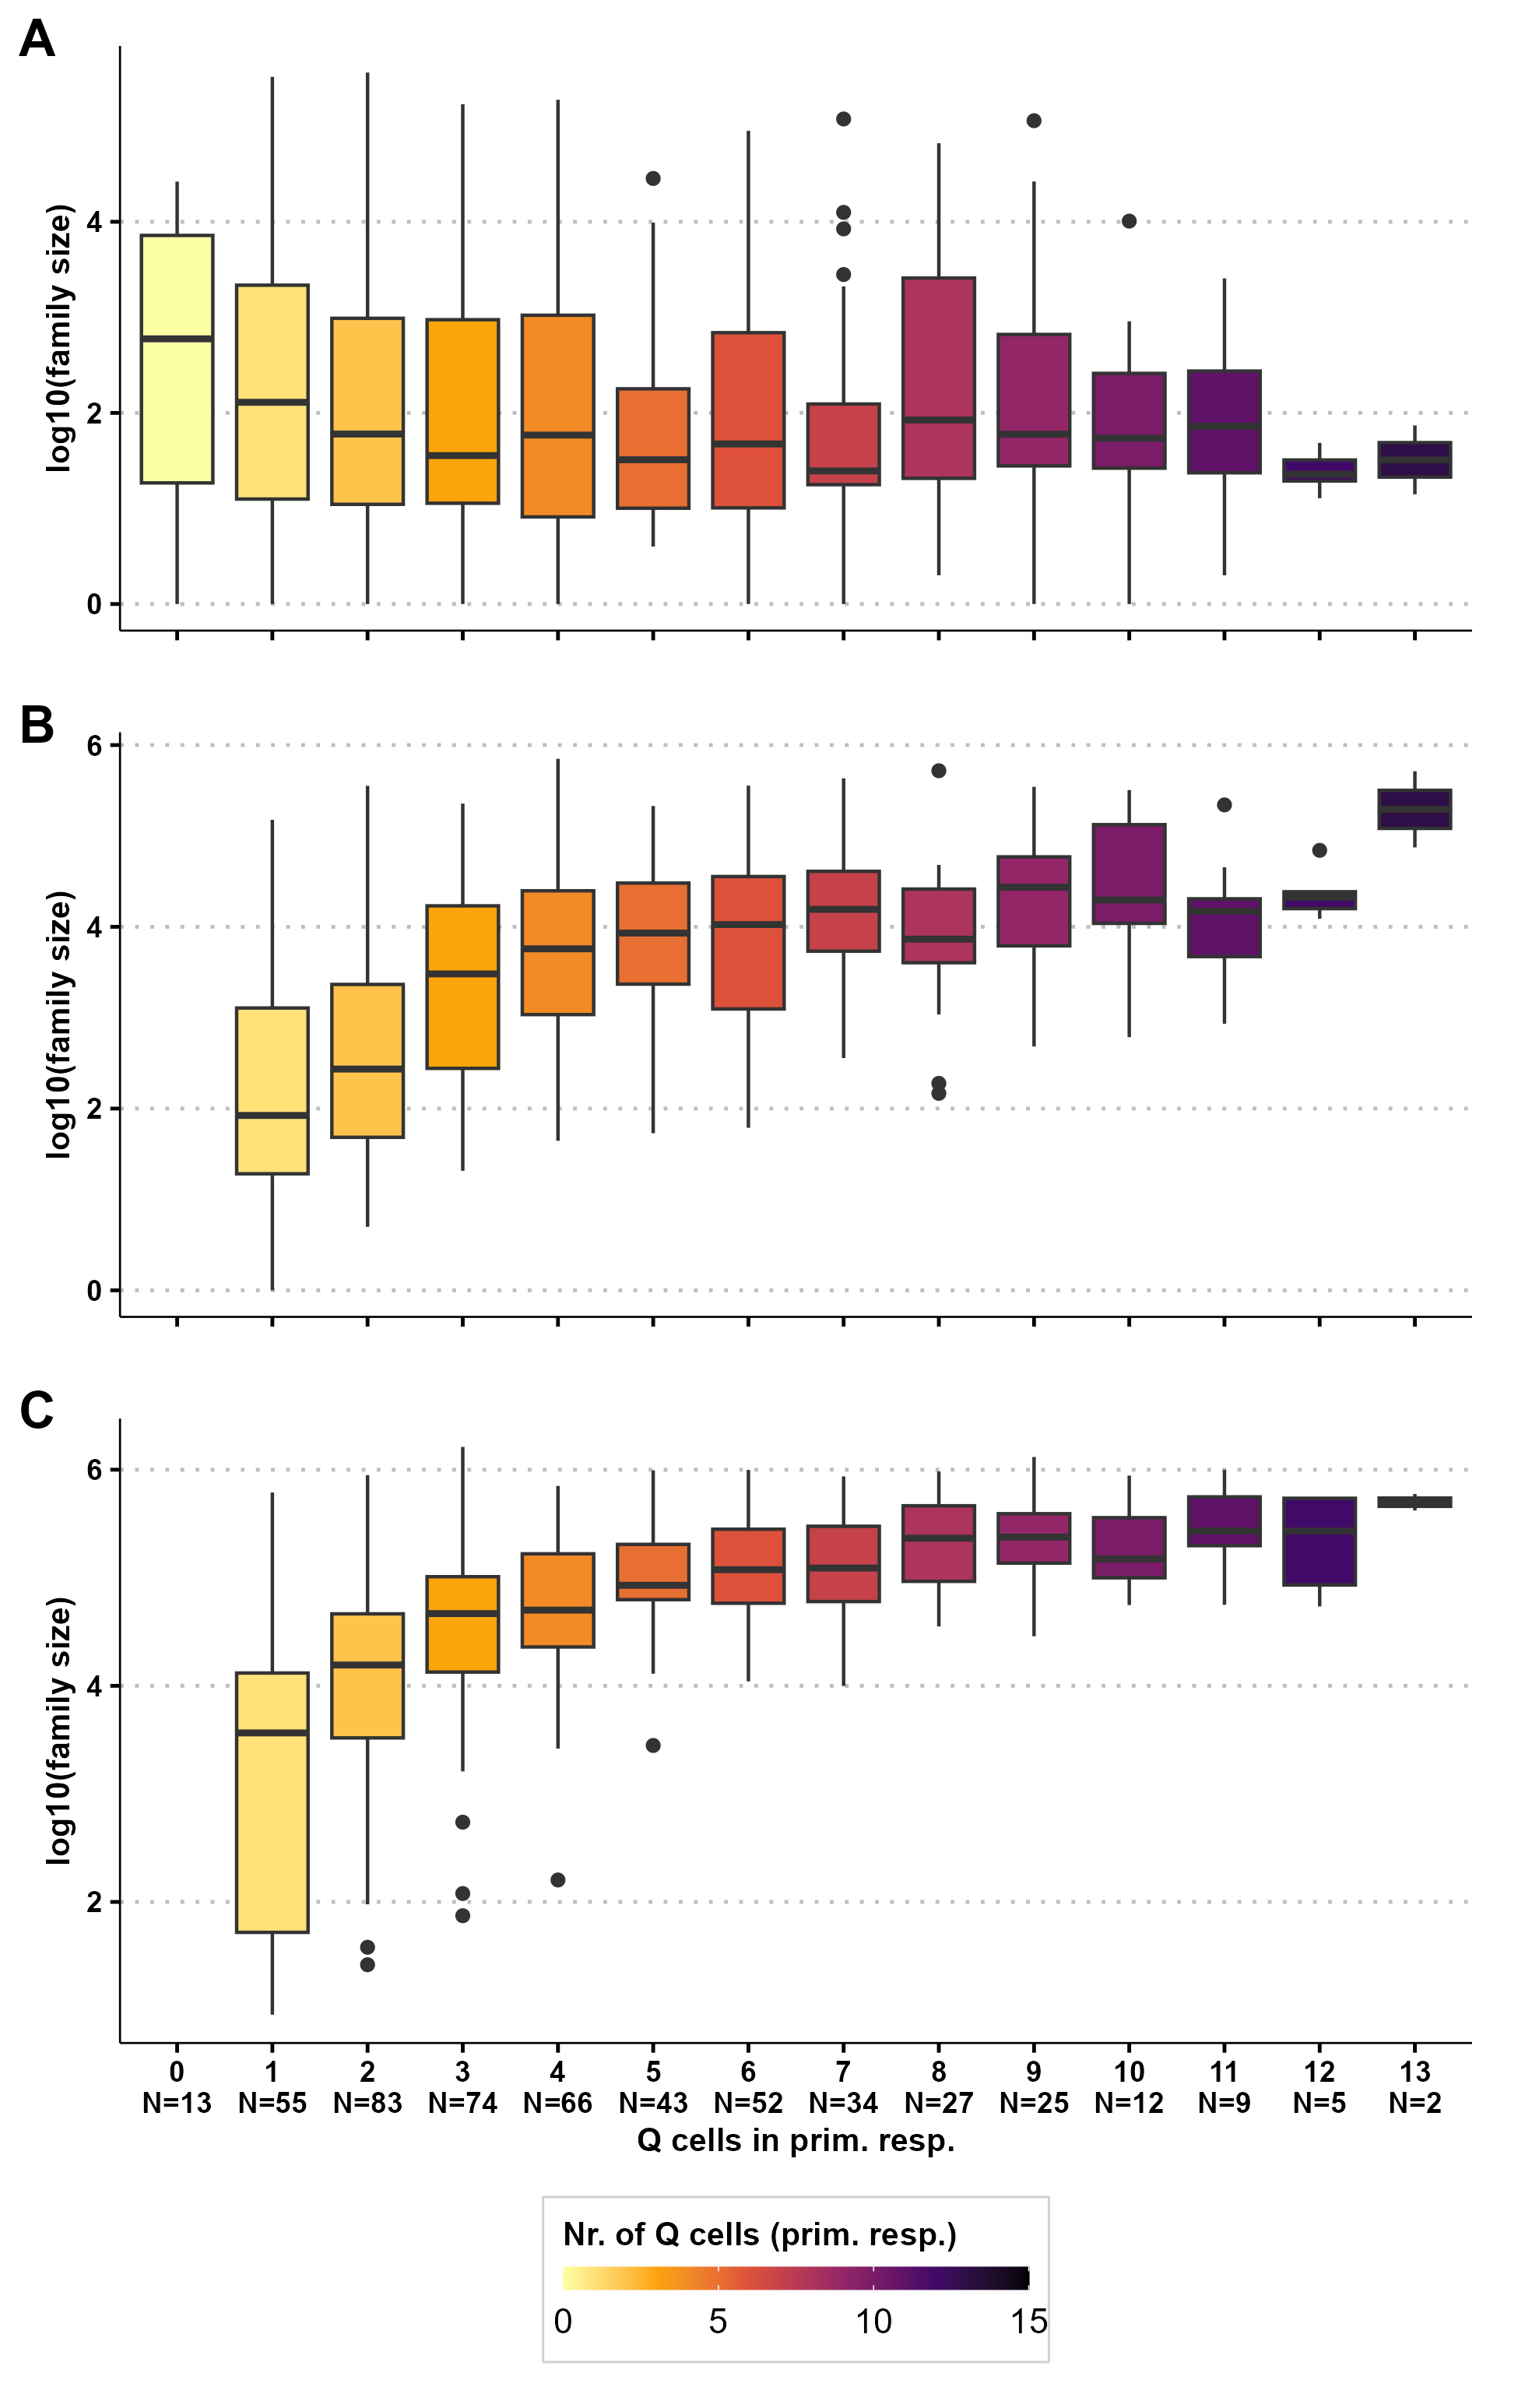 A
log10(family size)
4
2
0
B
log10(family size)
6
4
2
0
C
log10(family size)
6
4
2
0 1 2 3 4 5 6 7 8 9 10 11 12 13
N=13 N=55 N=83 N=74 N=66 N=43 N=52 N=34 N=27 N=25 N=12 N=9 N=5 N=2
Q cells in prim. resp.
Nr. of Q cells (prim. resp.)
0 5 10 15